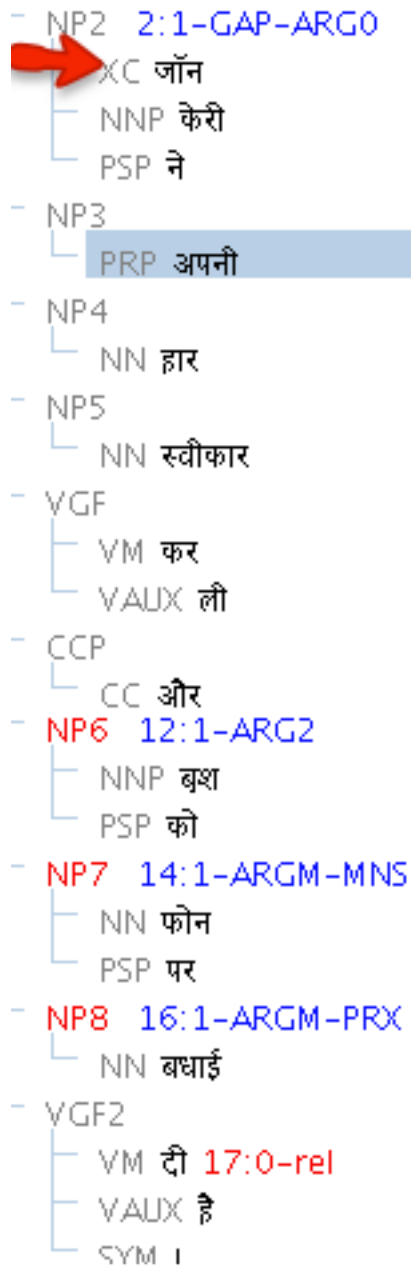 NP2 2:1-GAP-ARG0
XC जॉन
NNP केरी
PSP ने
NP3
PRP अपनी
NP4
NN हार
NP5
NN स्वीकार
VGF
VM कर
VAUX ली
CCP
CC और
NP6 12:1-ARG2
NNP बुश
PSP को
NP7 14:1-ARGM-MNS
NN फोन
PSP पर
NP8 16:1-ARGM-PRX
NN बधाई
VGF2
VM दी 17:0-rel
VAUX है
SYM ।